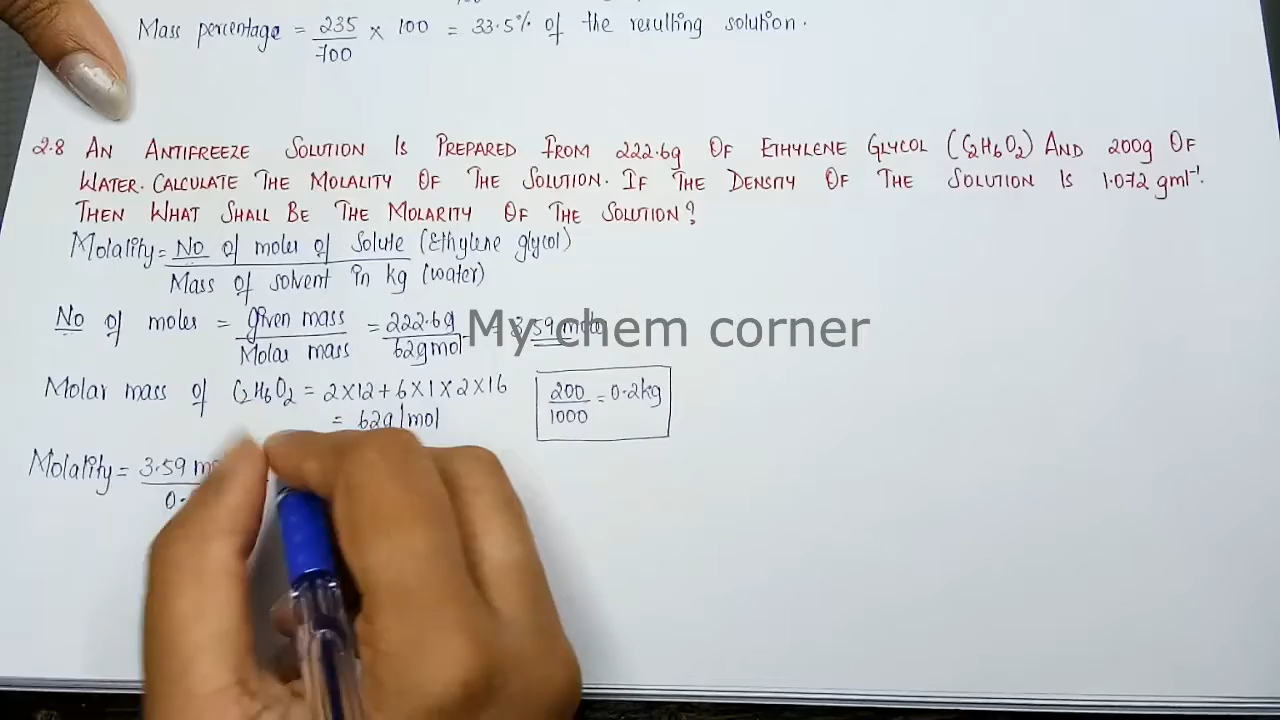 Mass percentage = 235/700 × 100 = 33.5% of the resulting solution.
2.8 AN ANTIFREEZE SOLUTION IS PREPARED FROM 222.6g OF ETHYLENE GLYCOL (C2H6O2) AND 200g OF
WATER. CALCULATE THE MOLALITY OF THE SOLUTION. IF THE DENSITY OF THE SOLUTION IS 1.072 gml⁻¹.
THEN WHAT SHALL BE THE MOLARITY OF THE SOLUTION?
Molality = No of moles of Solute (Ethylene glycol)
Mass of solvent in kg (water)
No of moles = given mass/Molar mass = 222.6g/62gmol = 3.59 mole
My chem corner
Molar mass of C2H6O2 = 2×12+6×1×2×16
= 62g/mol
200/1000 = 0.2kg
Molality = 3.59
0.